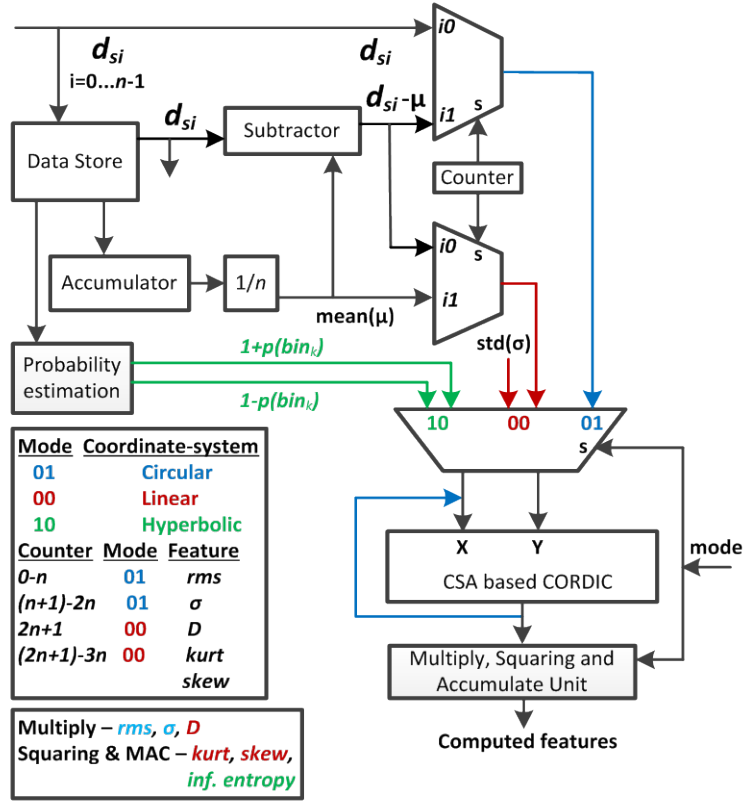 d_si
i=0...n-1
d_si
i0
d_si
d_si-μ
i1
s
Data Store
Subtractor
Counter
i0
s
Accumulator
1/n
i1
mean(μ)
Probability
estimation
1+p(bin_k)
1-p(bin_k)
std(σ)
10
00
01
s
Mode Coordinate-system
01 Circular
00 Linear
10 Hyperbolic
Counter Mode Feature
0-n 01 rms
(n+1)-2n 01 σ
2n+1 00 D
(2n+1)-3n 00 kurt
skew
X Y
CSA based CORDIC
mode
Multiply, Squaring and
Accumulate Unit
Computed features
Multiply – rms, σ, D
Squaring & MAC – kurt, skew,
inf. entropy